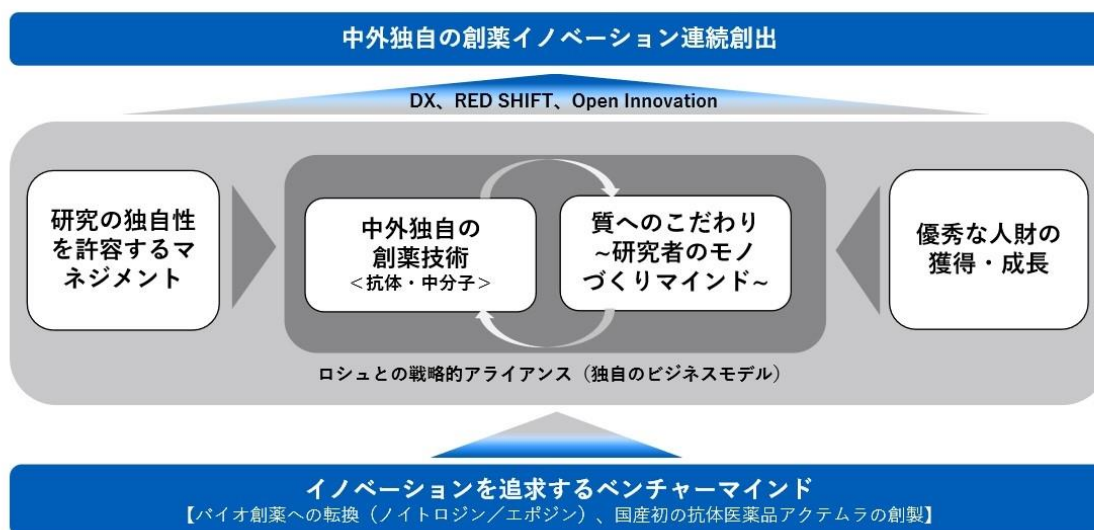 中外独自の創薬イノベーション連続創出
DX、RED SHIFT、Open Innovation
研究の独自性
を許容するマ
ネジメント
中外独自の
創薬技術
<抗体・中分子>
質へのこだわり
~研究者のモノ
づくりマインド~
優秀な人財の
獲得・成長
ロシュとの戦略的アライアンス（独自のビジネスモデル）
イノベーションを追求するベンチャーマインド
【バイオ創薬への転換（ノイトロジン／エポジン）、国産初の抗体医薬品アクテムラの創製】